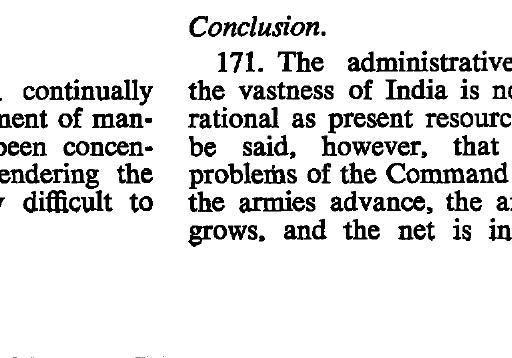 continually
ment of man-
been concen-
endering the
difficult to
Conclusion.
171. The administrative
the vastness of India is
rational as present
be said, however, that
problems of the Command
the armies advance, the
grows, and the net is in